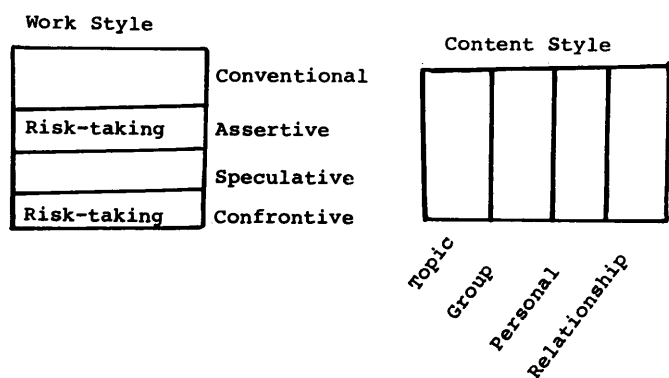 Work Style
Conventional
Risk-taking Assertive
Speculative
Risk-taking Confrontive
Content Style
Topic
Group
Personal
Relationship